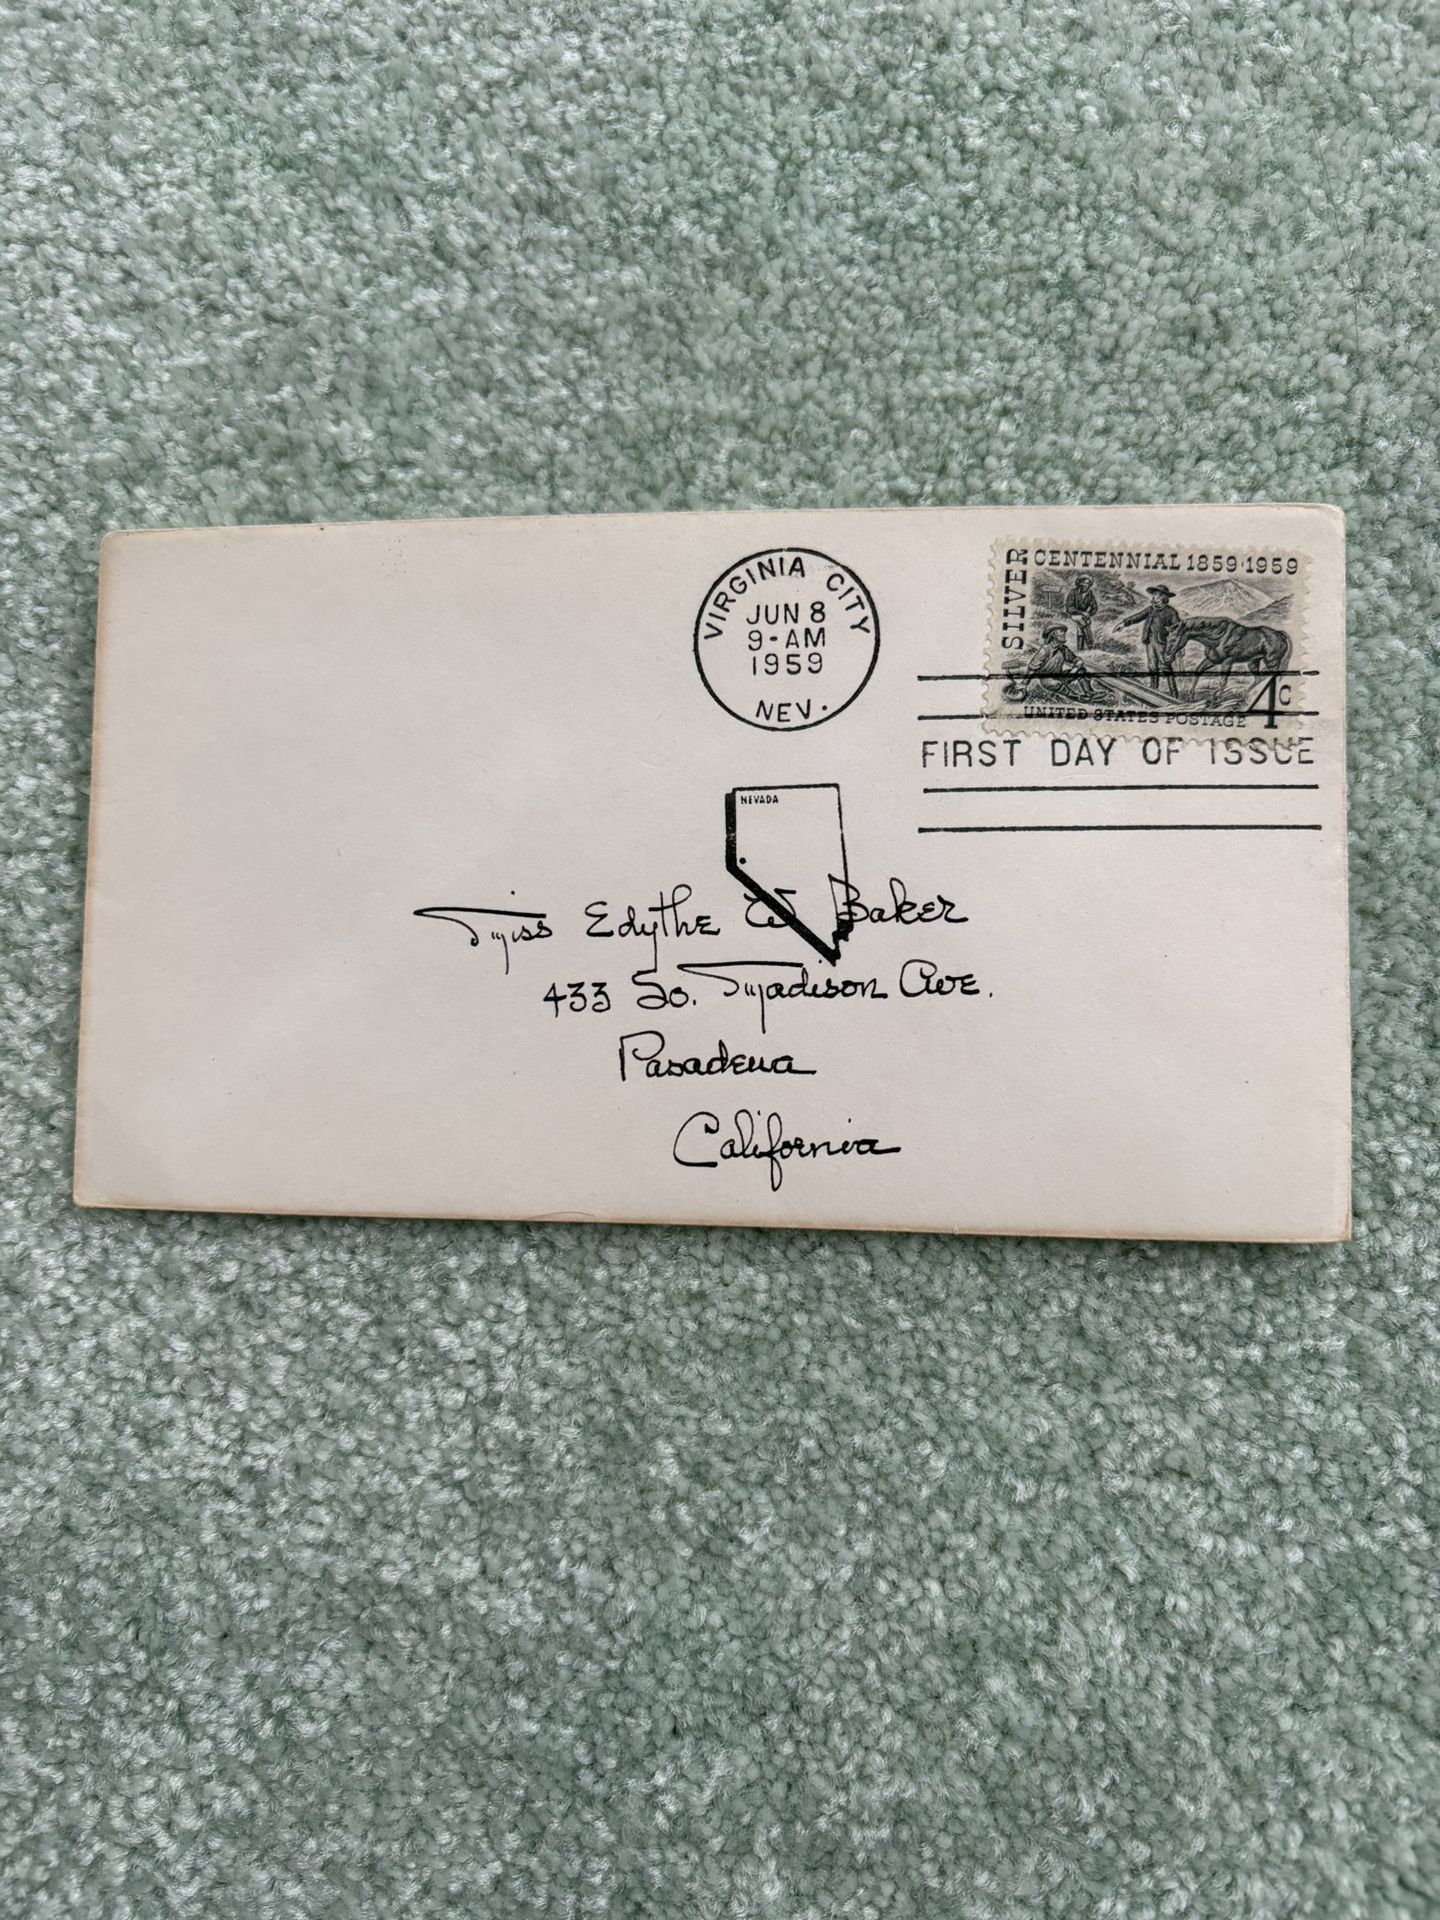 VIRGINIA CITY
JUN 8
9-AM
1959
NEV.
SILVER
CENTENNIAL 1859·1959
4c
UNITED STATES POSTAGE
FIRST DAY OF ISSUE
NEVADA
Miss Edythe W Baker
433 So. Madison Ave.
Pasadena
California